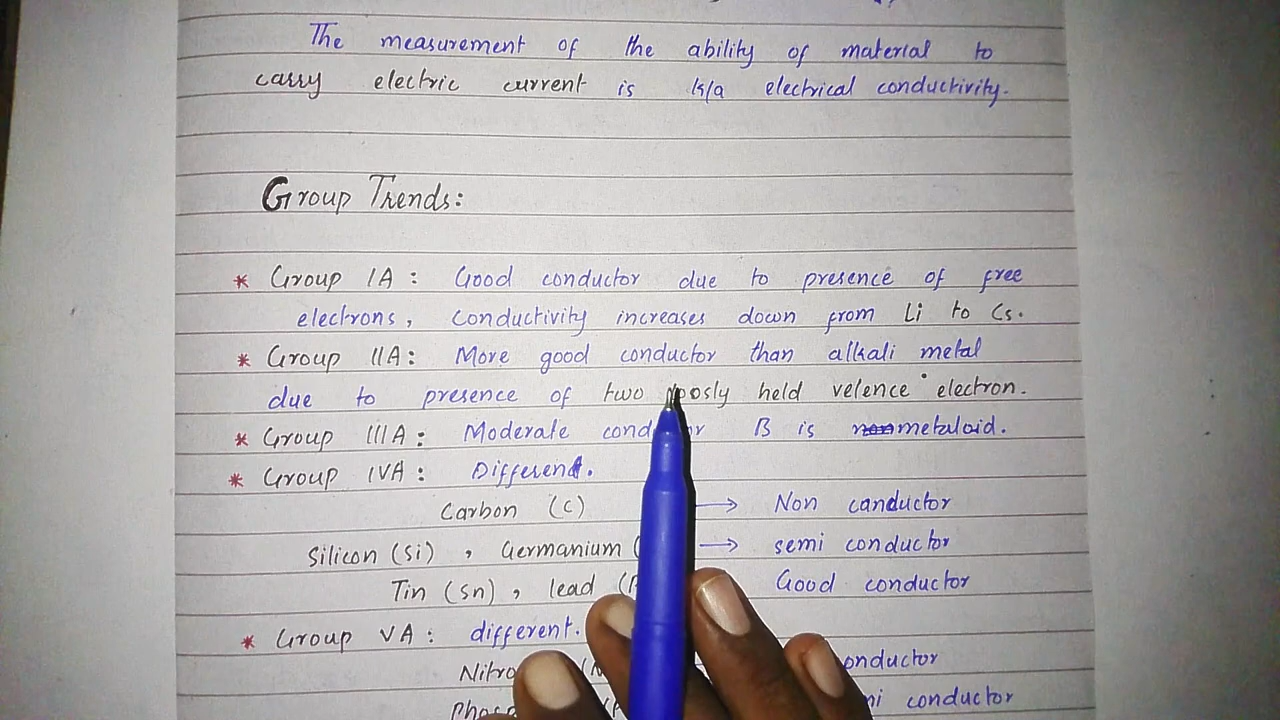 The measurement of the ability of material to
carry electric current is k/a electrical conductivity.
Group Trends:
* Group IA: Good conductor due to presence of free
electrons, Conductivity increases down from Li to Cs.
* Group IIA: More good conductor than alkali metal
due to presence of two held velence electron.
* Group IIIA: Moderate B is metaloid.
* Group IVA: Different.
Carbon (C) → Non canductor
Silicon (Si), Germanium ( → semi conductor
Tin (Sn), lead ( Good conductor
* Group VA: different.
Nitro onductor
Phos conductor